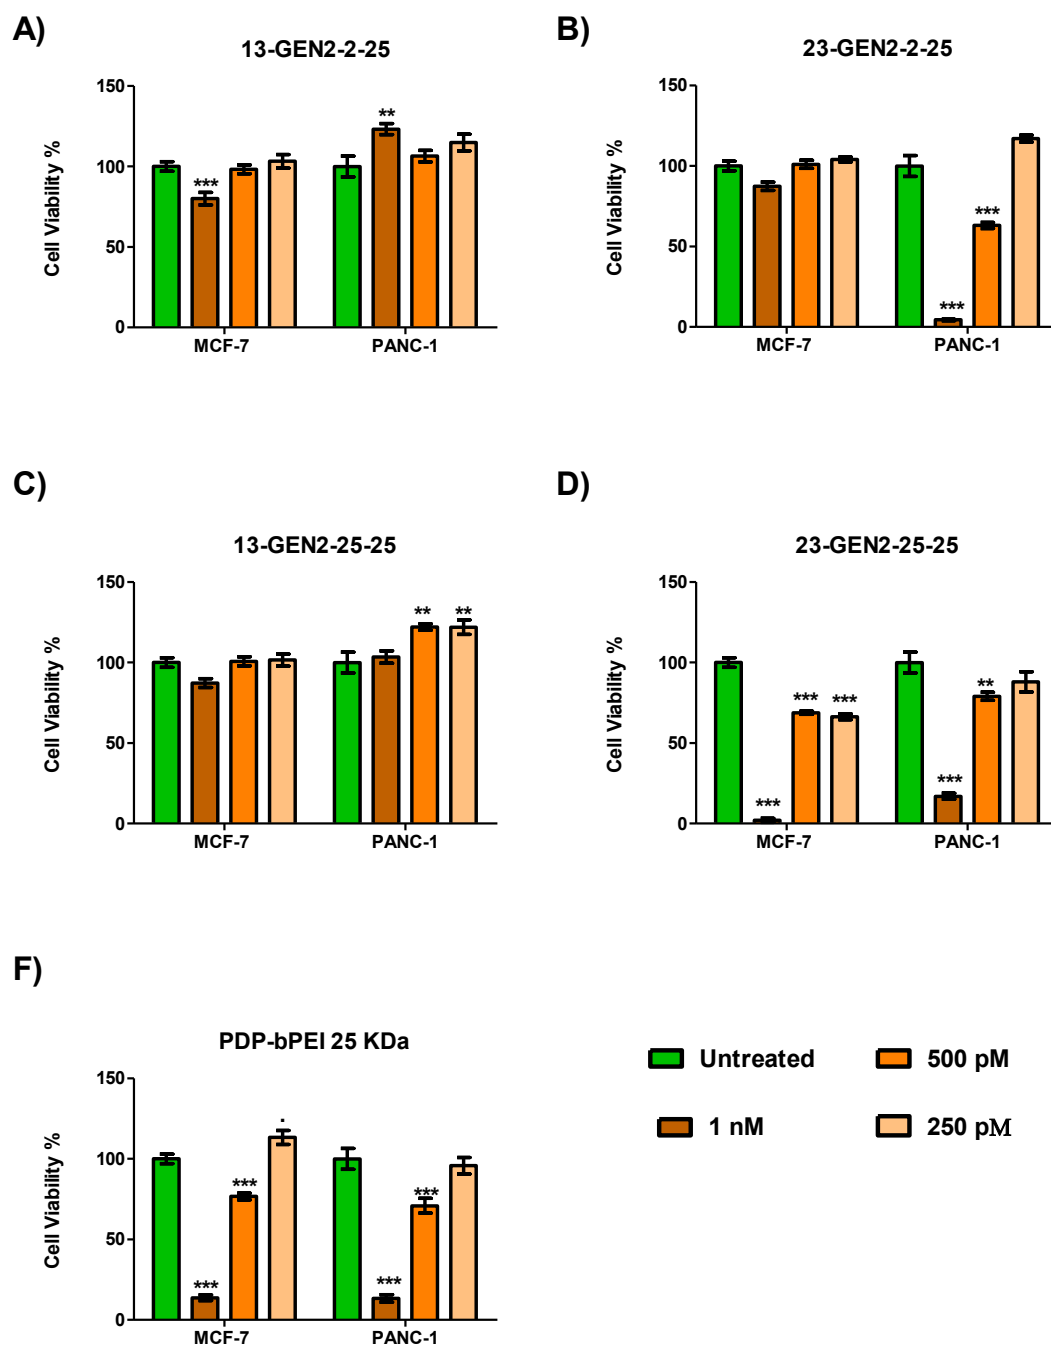 A)
13-GEN2-2-25
Cell Viability %
150
100
50
0
***
**
MCF-7
PANC-1
B)
23-GEN2-2-25
Cell Viability %
150
100
50
0
***
***
MCF-7
PANC-1
C)
13-GEN2-25-25
Cell Viability %
150
100
50
0
**
**
MCF-7
PANC-1
D)
23-GEN2-25-25
Cell Viability %
150
100
50
0
***
***
***
***
**
MCF-7
PANC-1
F)
PDP-bPEI 25 KDa
Cell Viability %
150
100
50
0
***
***
.
***
***
MCF-7
PANC-1
Untreated
500 pM
1 nM
250 pM